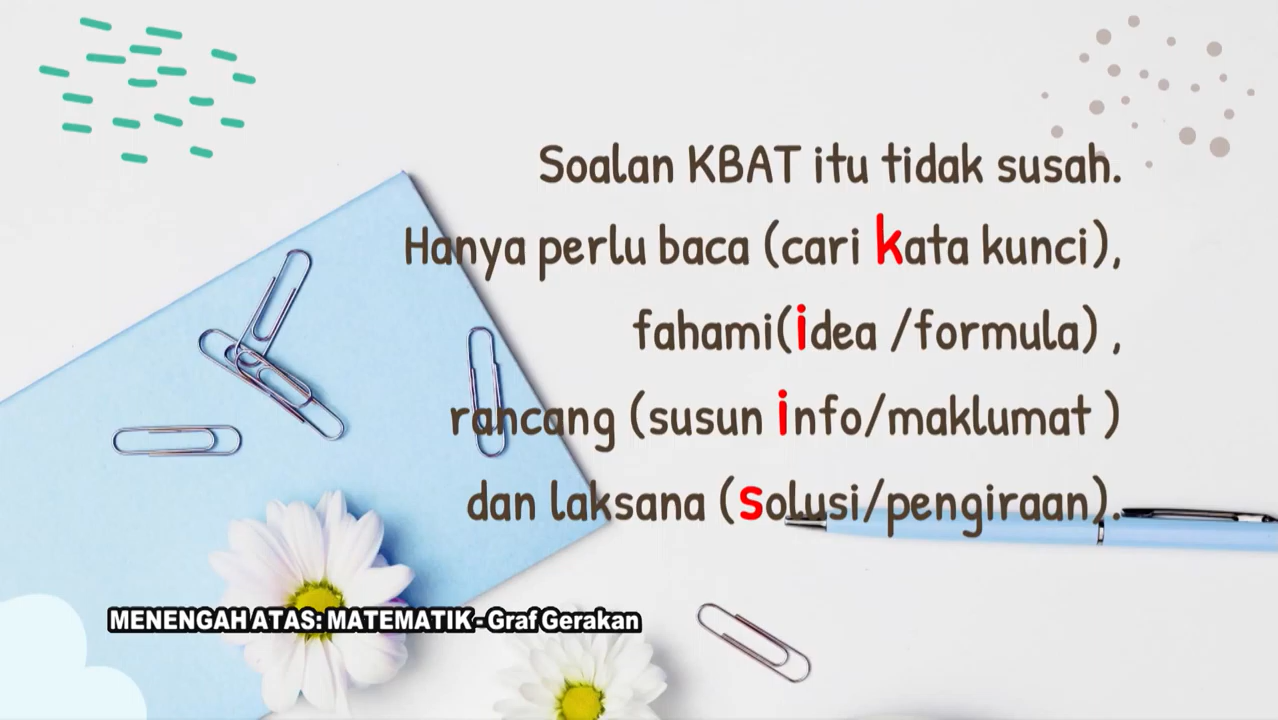 Soalan KBAT itu tidak susah.
Hanya perlu baca (cari kata kunci),
fahami(idea /formula) ,
rancang (susun info/maklumat )
dan laksana (solusi/pengiraan).
MENENGAH ATAS: MATEMATIK - Graf Gerakan